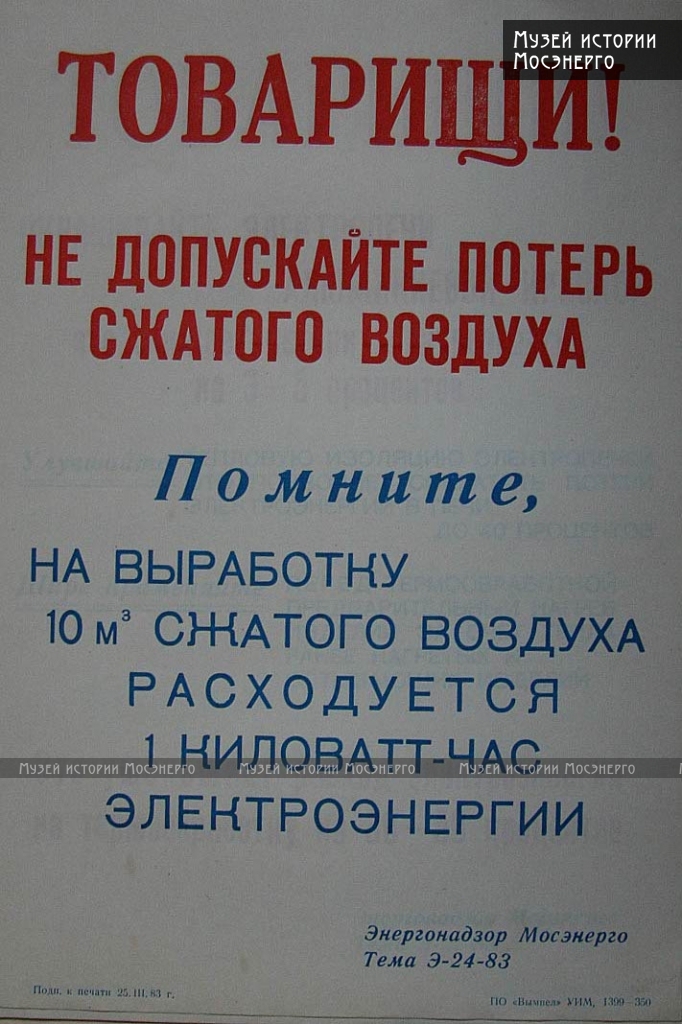 Музей истории
Мосэнерго
ТОВАРИЩИ!
НЕ ДОПУСКАЙТЕ ПОТЕРЬ
СЖАТОГО ВОЗДУХА
Помните,
НА ВЫРАБОТКУ
10 м³ СЖАТОГО ВОЗДУХА
РАСХОДУЕТСЯ
1 КИЛОВАТТ-ЧАС
Музей истории Мосэнерго Музей истории Мосэнерго Музей истории Мосэнерго
ЭЛЕКТРОЭНЕРГИИ
Энергонадзор Мосэнерго
Тема Э-24-83
Подп. к печати 25.III.83 г.
ПО «Вымпел» УИМ, 1399—350